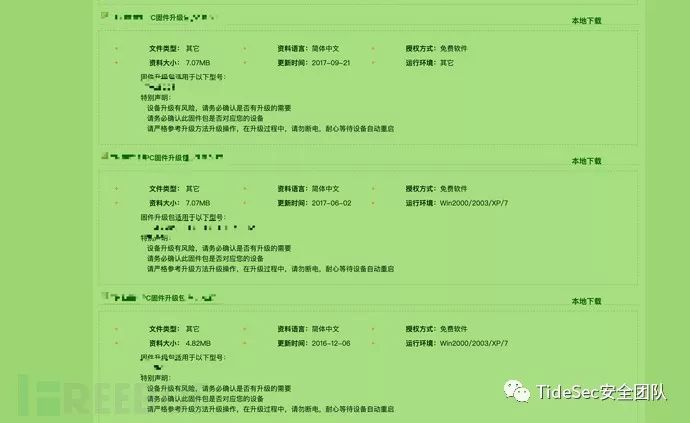 C固件升级
本地下载
文件类型： 其它 资料语言：简体中文 授权方式：免费软件
资料大小： 7.07MB 更新时间：2017-09-21 运行环境：其它
固件升级包适用于以下型号：
特别声明：
设备升级有风险，请务必确认是否有升级的需要
请务必确认此固件包是否对应您的设备
请严格参考升级方法升级操作，在升级过程中，请勿断电，耐心等待设备自动重启
PC固件升级
本地下载
文件类型： 其它 资料语言：简体中文 授权方式：免费软件
资料大小： 7.07MB 更新时间：2017-06-02 运行环境：Win2000/2003/XP/7
固件升级包适用于以下型号：
特别声明：
设备升级有风险，请务必确认是否有升级的需要
请务必确认此固件包是否对应您的设备
请严格参考升级方法升级操作，在升级过程中，请勿断电，耐心等待设备自动重启
C固件升级包
本地下载
文件类型： 其它 资料语言：简体中文 授权方式：免费软件
资料大小： 4.82MB 更新时间：2016-12-06 运行环境：Win2000/2003/XP/7
固件升级包适用于以下型号：
特别声明：
设备升级有风险，请务必确认是否有升级的需要
请务必确认此固件包是否对应您的设备
请严格参考升级方法升级操作，在升级过程中，请勿断电，耐心等待设备自动重启
TideSec安全团队